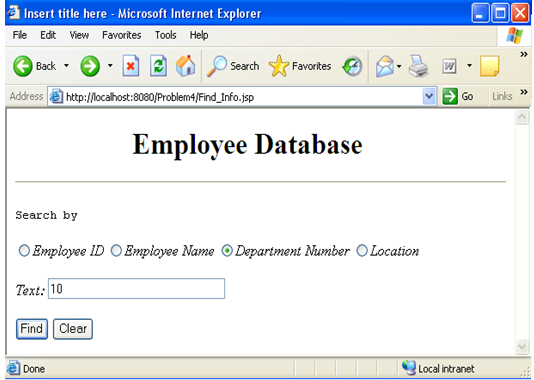 Insert title here - Microsoft Internet Explorer
File Edit View Favorites Tools Help
Back Search Favorites W »
Address http://localhost:8080/Problem4/Find_Info.jsp Go Links »
Employee Database
Search by
Employee ID Employee Name Department Number Location
Text: 10
Find Clear
Done Local intranet